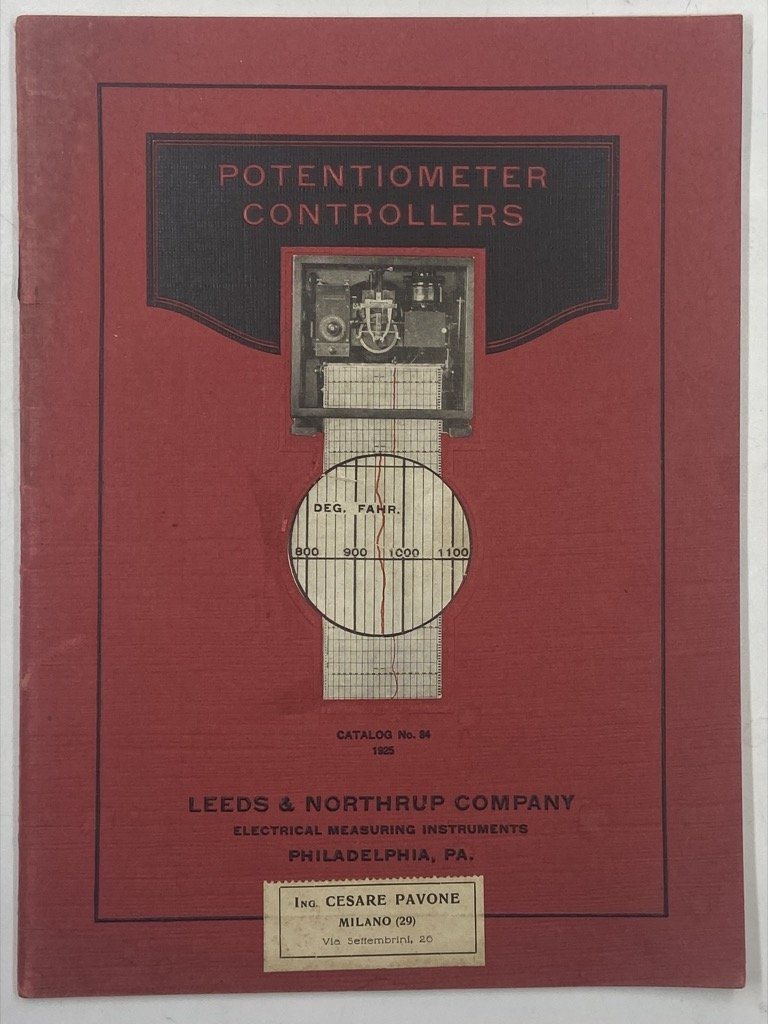 POTENTIOMETER
CONTROLLERS
DEG. FAHR.
800 900 1000 1100
CATALOG No. 84
1925
LEEDS & NORTHRUP COMPANY
ELECTRICAL MEASURING INSTRUMENTS
PHILADELPHIA, PA.
ING. CESARE PAVONE
MILANO (29)
Via Settembrini, 26